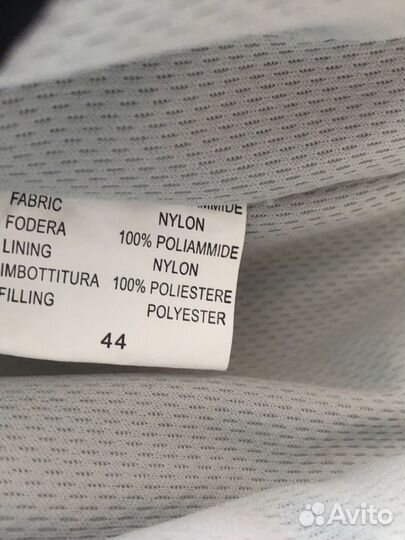 FABRIC NYLON
FODERA 100% POLIAMMIDE
LINING NYLON
IMBOTTITURA 100% POLIESTERE
FILLING POLYESTER
44
Avito